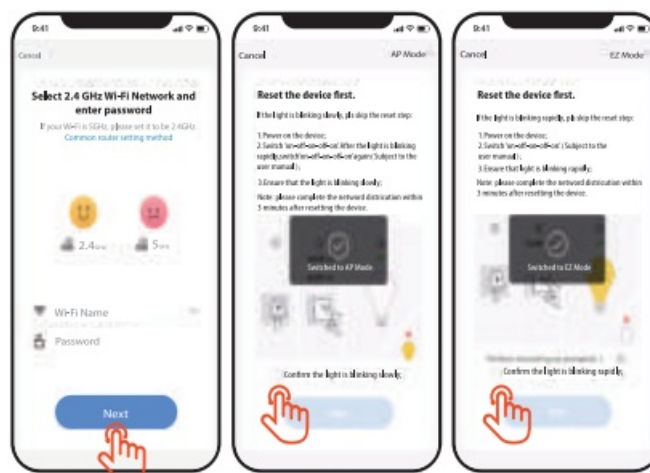 9:41
Cancel
Select 2.4 GHz Wi-Fi Network and
enter password
If your Wi-Fi is 5GHz, please set it to be 2.4GHz.
Common router setting method
2.4GHz
5GHz
Wi-Fi Name
Password
Next
9:41
Cancel
AP Mode
Reset the device first.
If the light is blinking slowly, pls skip the reset step:
1.Power on the device;
2.Switch 'on-off-on-off-on'.After the light is blinking
rapidly,switch'on-off-on-off-on'again( Subject to the
user manual );
3.Ensure that the light is blinking slowly;
Note: please complete the network districution within
3 minutes after resetting the device.
Switched to AP Mode
Confirm the light is blinking slowly;
9:41
Cancel
EZ Mode
Reset the device first.
If the light is blinking rapidly, pls skip the reset step:
1.Power on the device;
2.Switch 'on-off-on-off-on' ( Subject to the
user manual );
3.Ensure that light is blinking rapidly;
Note: please complete the network districution within
3 minutes after resetting the device.
Switched to EZ Mode
Confirm the light is blinking rapidly;